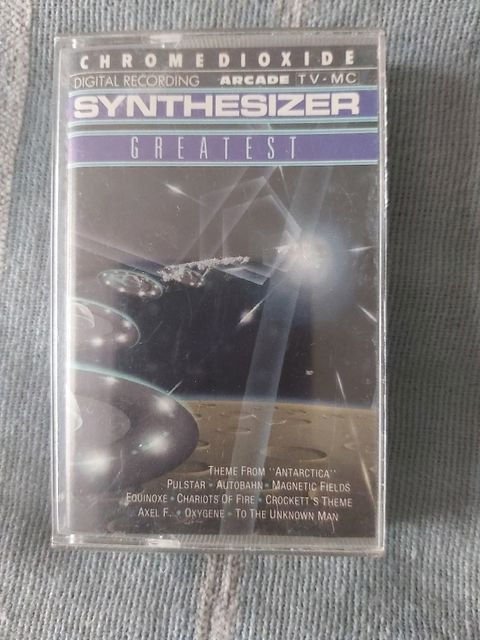 CHROMEDIOXIDE
DIGITAL RECORDING ARCADE TV·MC
SYNTHESIZER
GREATEST
THEME FROM "ANTARCTICA"
PULSTAR • AUTOBAHN • MAGNETIC FIELDS
EQUINOXE • CHARIOTS OF FIRE • CROCKETT'S THEME
AXEL F. • OXYGENE • TO THE UNKNOWN MAN